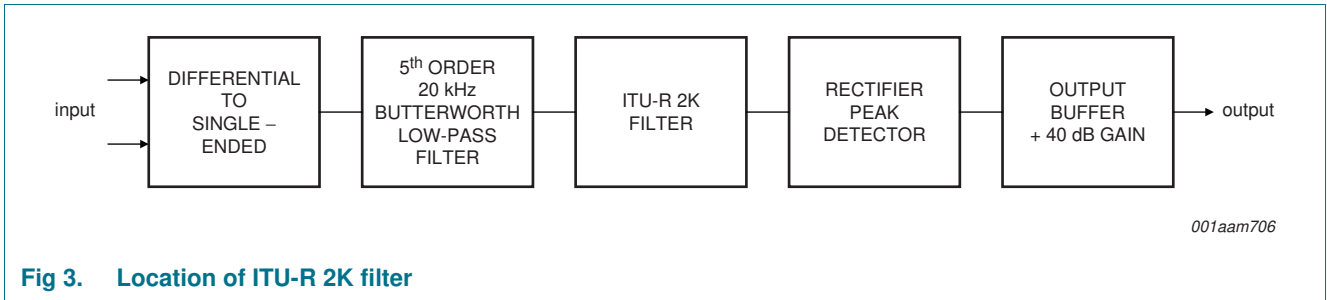 input
DIFFERENTIAL
TO
SINGLE –
ENDED
5th ORDER
20 kHz
BUTTERWORTH
LOW-PASS
FILTER
ITU-R 2K
FILTER
RECTIFIER
PEAK
DETECTOR
OUTPUT
BUFFER
+ 40 dB GAIN
output
001aam706
Fig 3. Location of ITU-R 2K filter